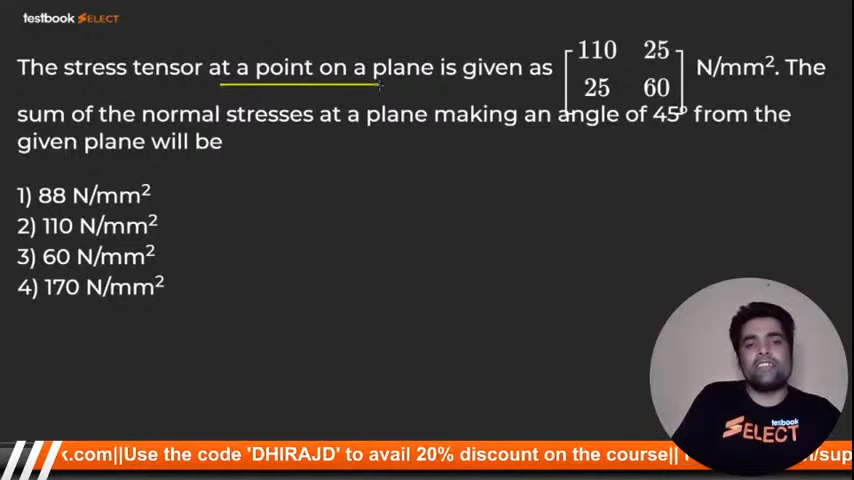 testbook SELECT
The stress tensor at a point on a plane is given as [110 25
25 60] N/mm². The
sum of the normal stresses at a plane making an angle of 45° from the
given plane will be
1) 88 N/mm²
2) 110 N/mm²
3) 60 N/mm²
4) 170 N/mm²
testbook
SELECT
k.com||Use the code 'DHIRAJD' to avail 20% discount on the course||
/sup